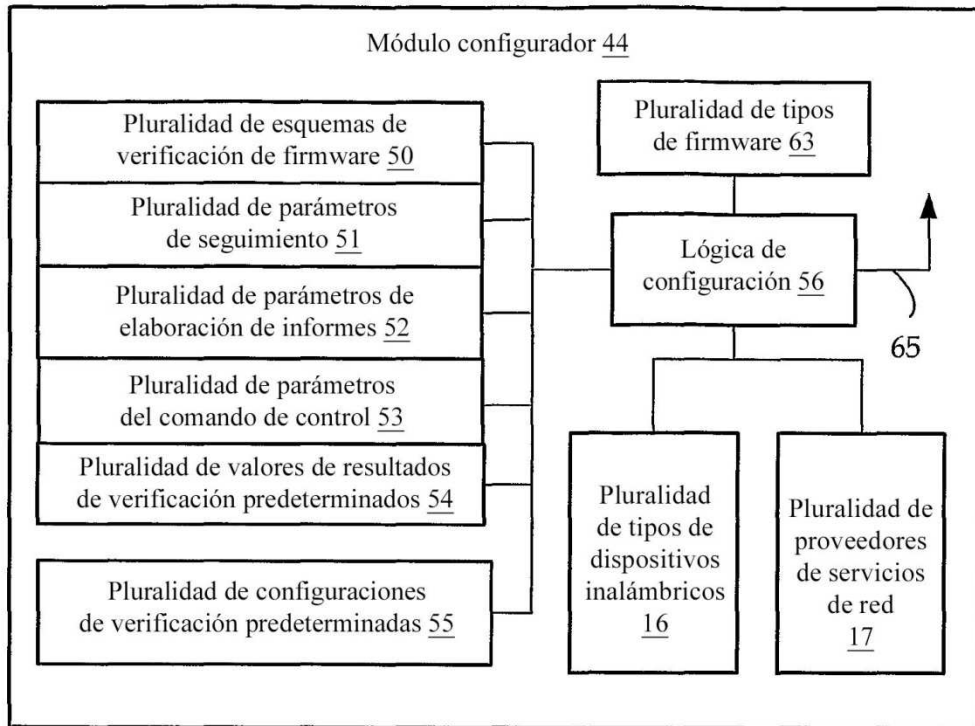 Módulo configurador 44
Pluralidad de esquemas de
verificación de firmware 50
Pluralidad de parámetros
de seguimiento 51
Pluralidad de parámetros de
elaboración de informes 52
Pluralidad de parámetros
del comando de control 53
Pluralidad de valores de resultados
de verificación predeterminados 54
Pluralidad de configuraciones
de verificación predeterminadas 55
Pluralidad de tipos
de firmware 63
Lógica de
configuración 56
65
Pluralidad
de tipos de
dispositivos
inalámbricos
16
Pluralidad de
proveedores
de servicios
de red
17